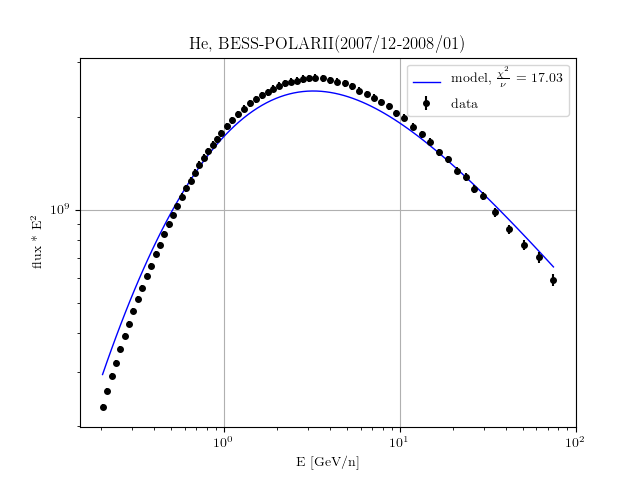 He, BESS-POLARII(2007/12-2008/01)
model, χ²/ν = 17.03
data
flux * E²
10⁹
10⁰ 10¹ 10²
E [GeV/n]